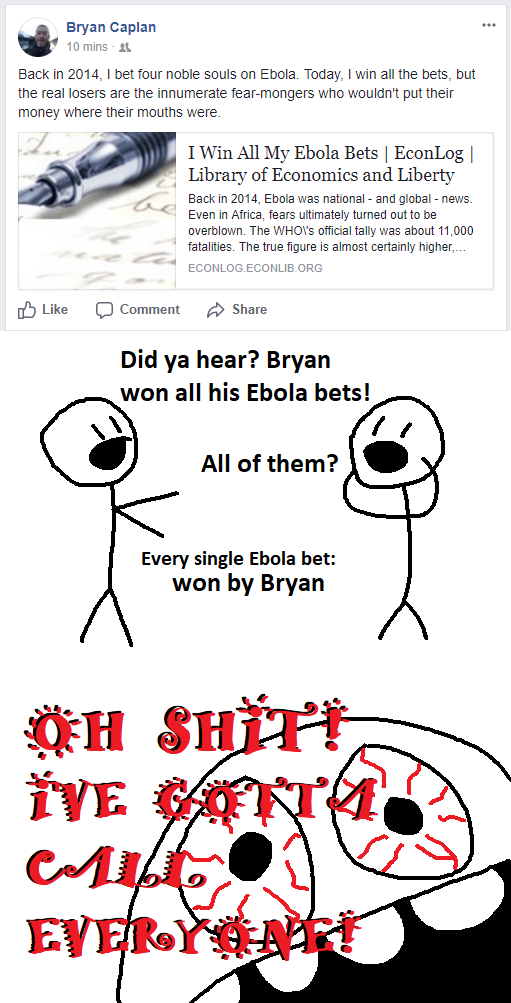 Bryan Caplan
10 mins ·
Back in 2014, I bet four noble souls on Ebola. Today, I win all the bets, but
the real losers are the innumerate fear-mongers who wouldn't put their
money where their mouths were.
I Win All My Ebola Bets | EconLog |
Library of Economics and Liberty
Back in 2014, Ebola was national - and global - news.
Even in Africa, fears ultimately turned out to be
overblown. The WHO\'s official tally was about 11,000
fatalities. The true figure is almost certainly higher,...
ECONLOG.ECONLIB.ORG
Like Comment Share
Did ya hear? Bryan
won all his Ebola bets!
All of them?
Every single Ebola bet:
won by Bryan
OH SHiT!
iVE GOTTA
CALL
EVERYONE!